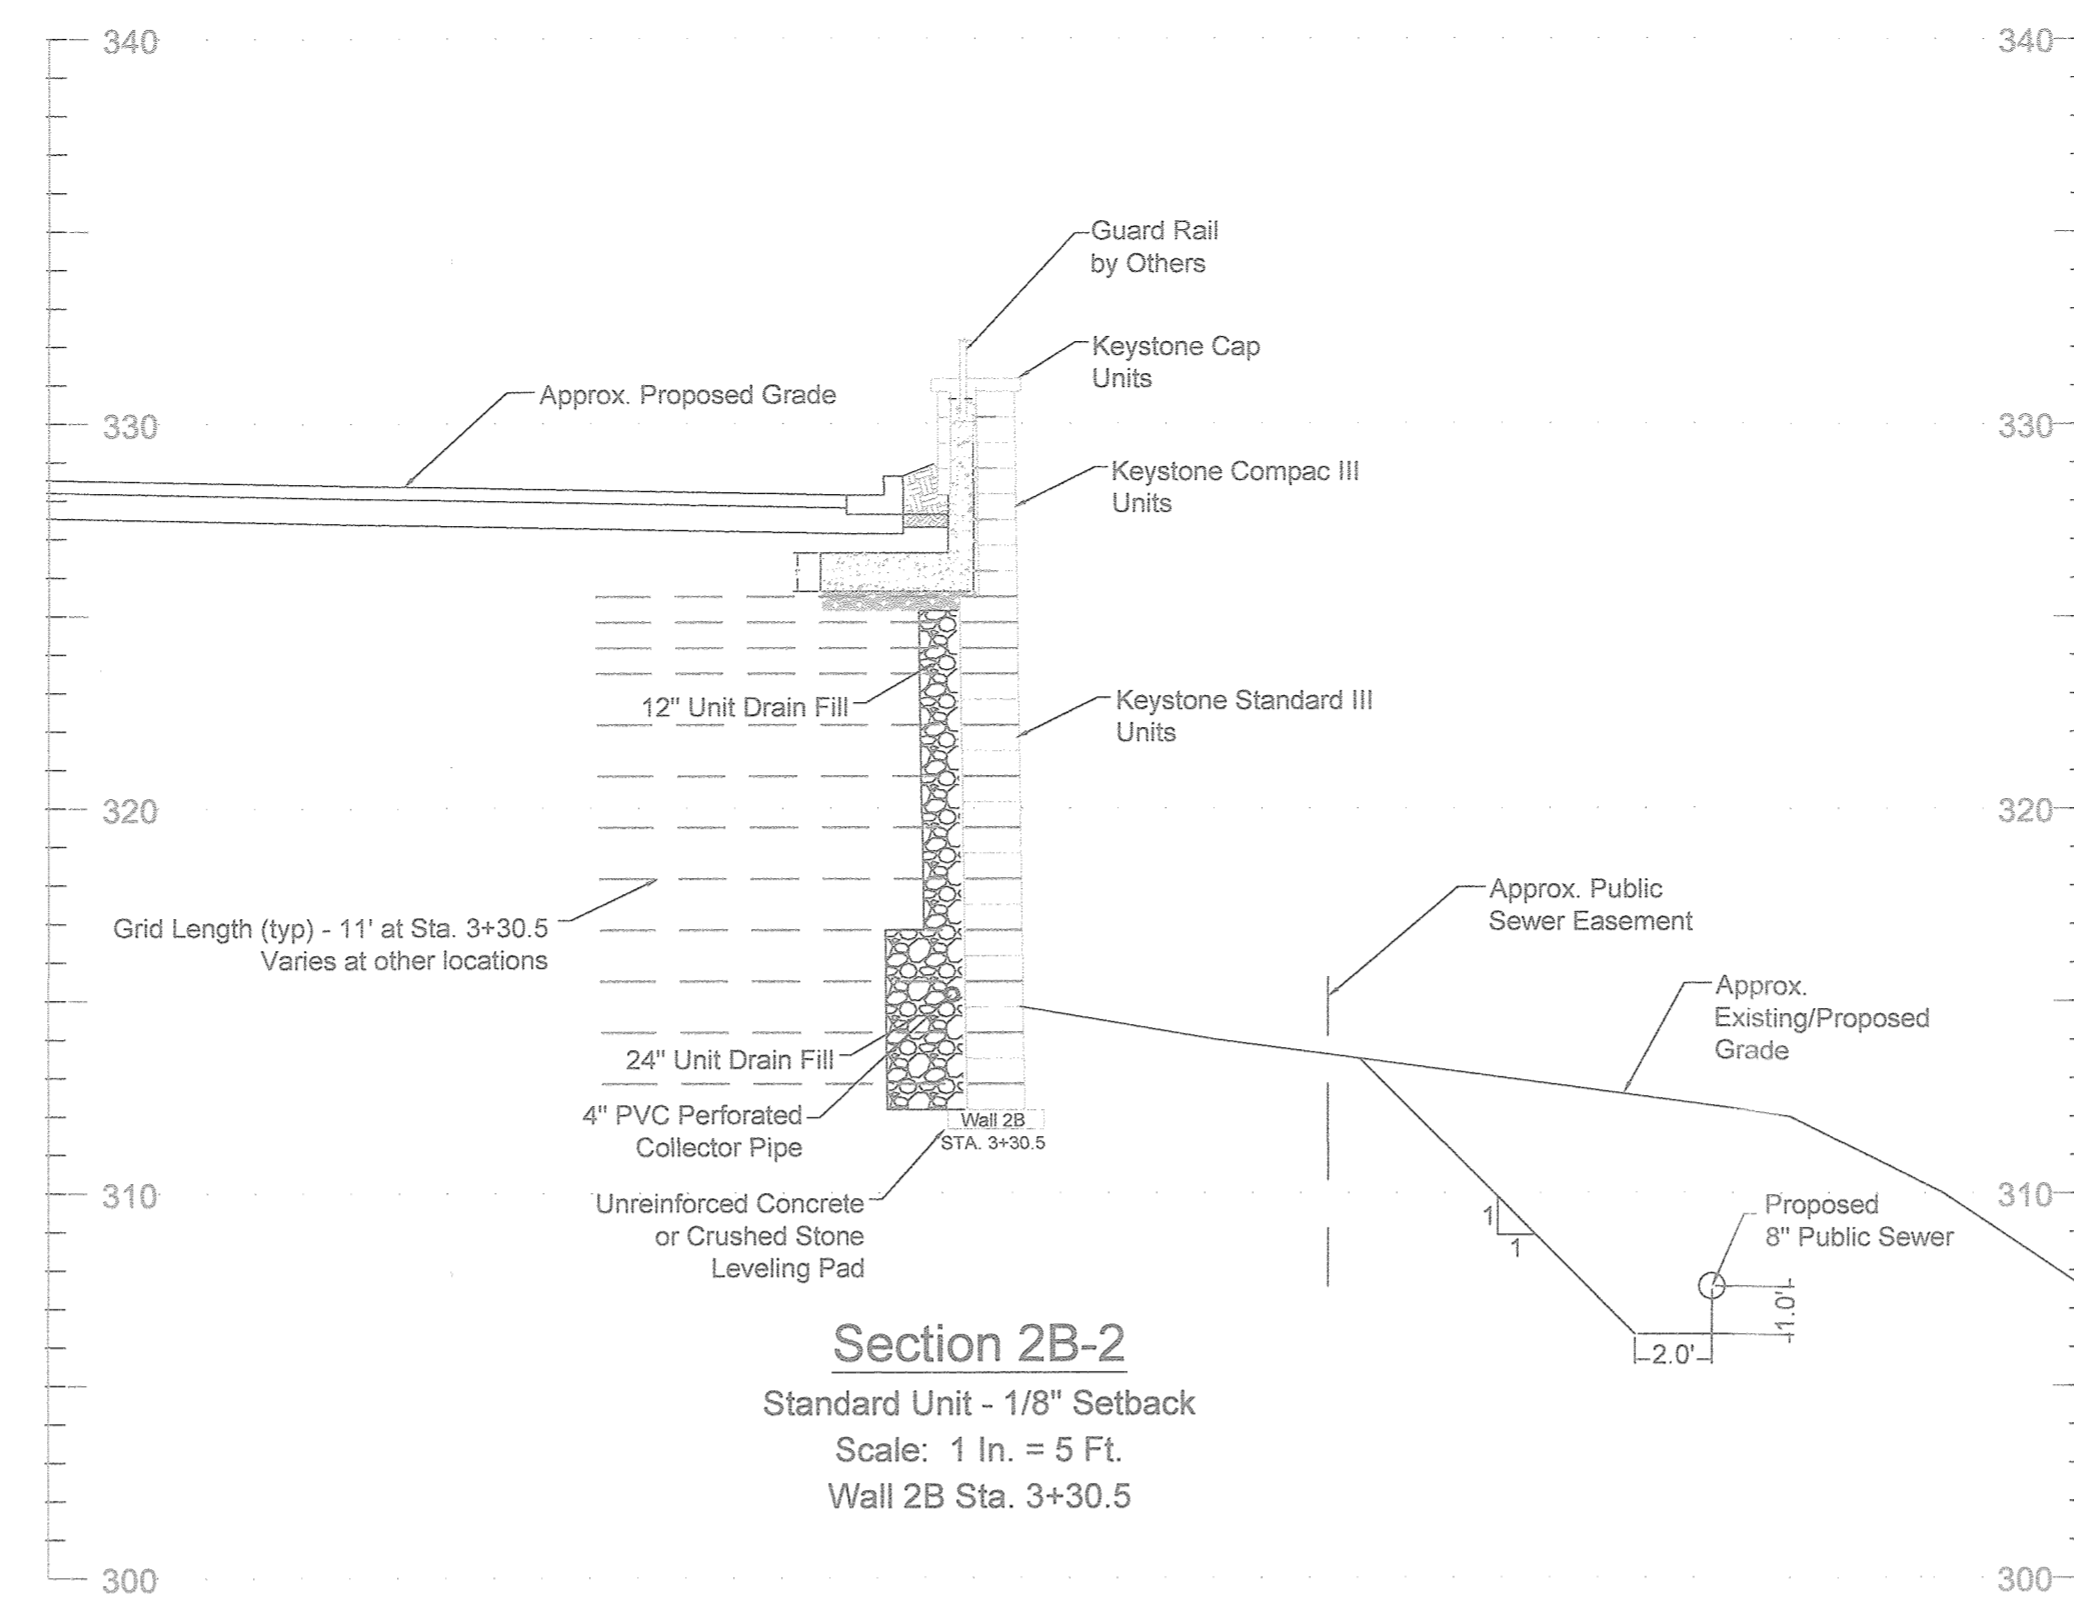 340
340
Guard Rail
by Others
Keystone Cap
Units
Approx. Proposed Grade
330
330
Keystone Compac III
Units
12" Unit Drain Fill
Keystone Standard III
Units
320
320
Approx. Public
Sewer Easement
Grid Length (typ) - 11' at Sta. 3+30.5
Varies at other locations
Approx.
Existing/Proposed
Grade
24" Unit Drain Fill
4" PVC Perforated
Collector Pipe
Wall 2B
STA. 3+30.5
310
310
Unreinforced Concrete
or Crushed Stone
Leveling Pad
1
1
Proposed
8" Public Sewer
1.0'
2.0'
Section 2B-2
Standard Unit - 1/8" Setback
Scale: 1 In. = 5 Ft.
Wall 2B Sta. 3+30.5
300
300